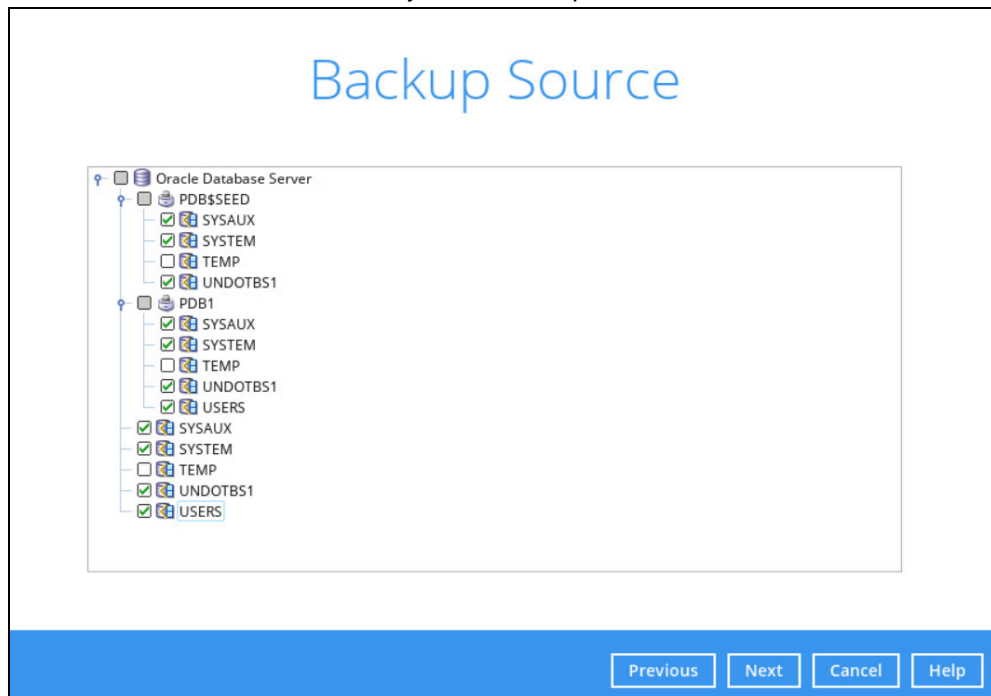 Backup Source
Oracle Database Server
PDB$SEED
SYSAUX
SYSTEM
TEMP
UNDOTBS1
PDB1
SYSAUX
SYSTEM
TEMP
UNDOTBS1
USERS
SYSAUX
SYSTEM
TEMP
UNDOTBS1
USERS
Previous Next Cancel Help